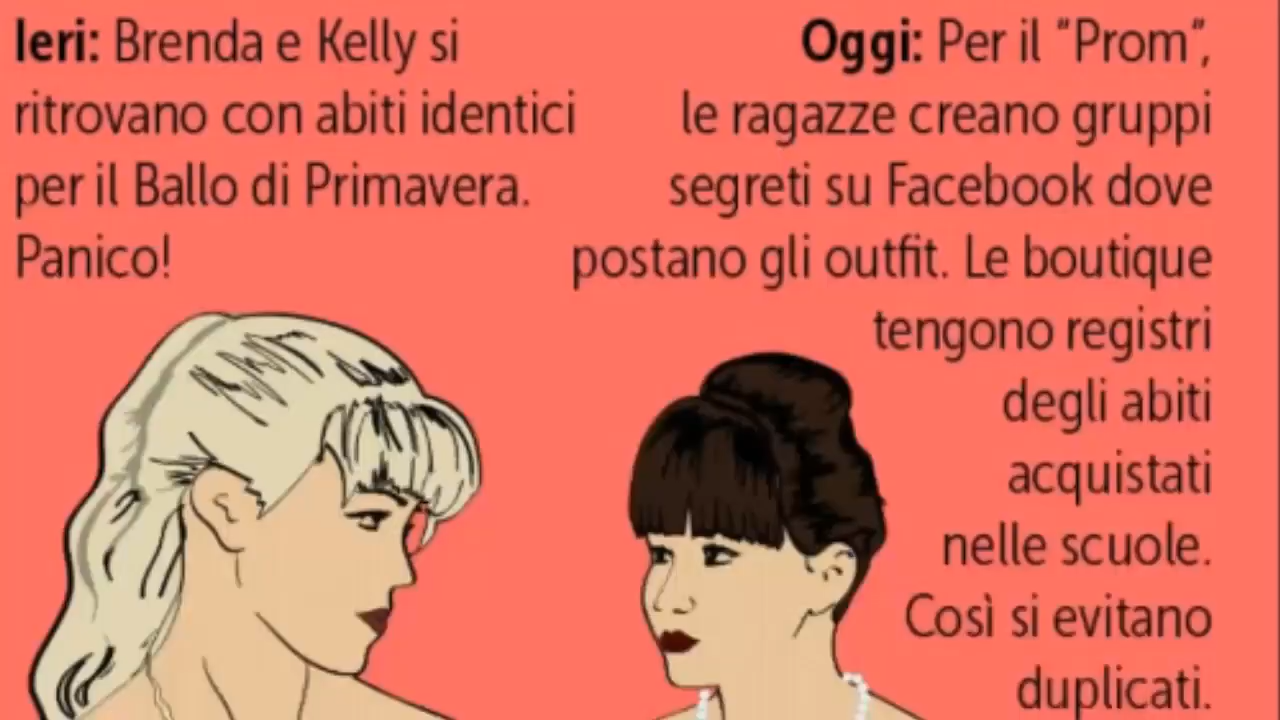 Ieri: Brenda e Kelly si
ritrovano con abiti identici
per il Ballo di Primavera.
Panico!
Oggi: Per il “Prom”,
le ragazze creano gruppi
segreti su Facebook dove
postano gli outfit. Le boutique
tengono registri
degli abiti
acquistati
nelle scuole.
Così si evitano
duplicati.